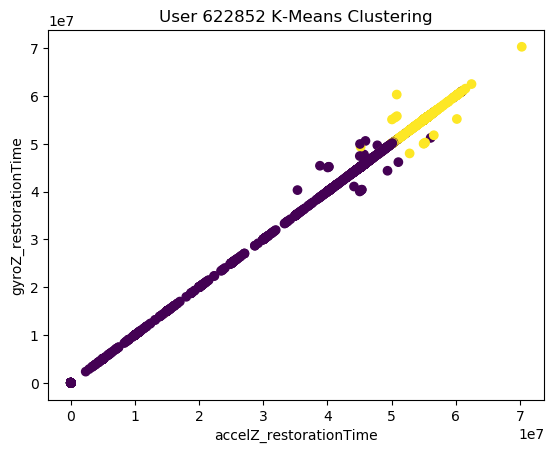 User 622852 K-Means Clustering
1e7
7
6
5
4
3
2
1
0
gyroZ_restorationTime
0 1 2 3 4 5 6 7
accelZ_restorationTime
1e7